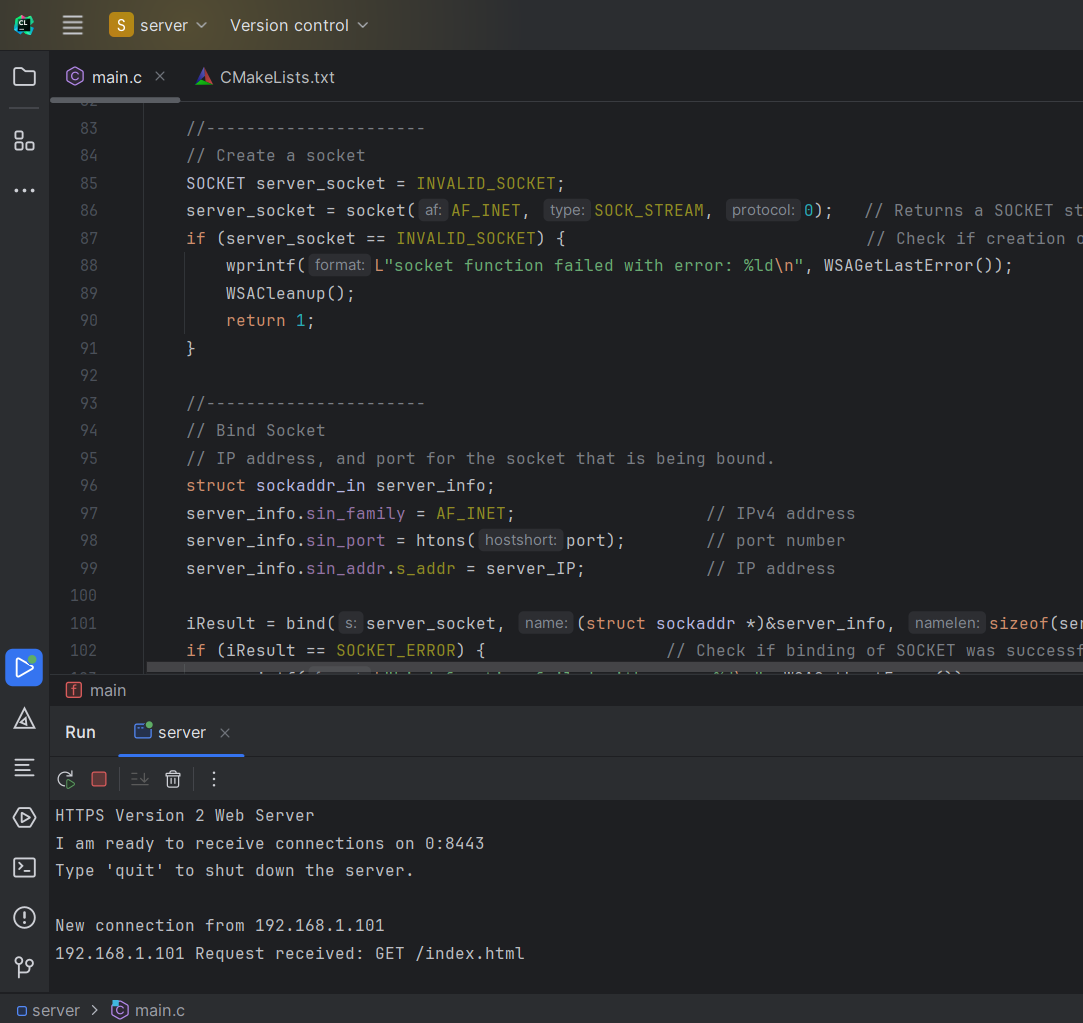 CL
S server Version control
main.c CMakeLists.txt
83 //----------------------
84 // Create a socket
85 SOCKET server_socket = INVALID_SOCKET;
86 server_socket = socket( af: AF_INET, type: SOCK_STREAM, protocol: 0); // Returns a SOCKET st
87 if (server_socket == INVALID_SOCKET) { // Check if creation o
88 wprintf( format: L"socket function failed with error: %ld\n", WSAGetLastError());
89 WSACleanup();
90 return 1;
91 }
92
93 //----------------------
94 // Bind Socket
95 // IP address, and port for the socket that is being bound.
96 struct sockaddr_in server_info;
97 server_info.sin_family = AF_INET; // IPv4 address
98 server_info.sin_port = htons( hostshort: port); // port number
99 server_info.sin_addr.s_addr = server_IP; // IP address
100
101 iResult = bind( s: server_socket, name: (struct sockaddr *)&server_info, namelen: sizeof(ser
102 if (iResult == SOCKET_ERROR) { // Check if binding of SOCKET was successf
f main
Run server
HTTPS Version 2 Web Server
I am ready to receive connections on 0:8443
Type 'quit' to shut down the server.
New connection from 192.168.1.101
192.168.1.101 Request received: GET /index.html
server > main.c